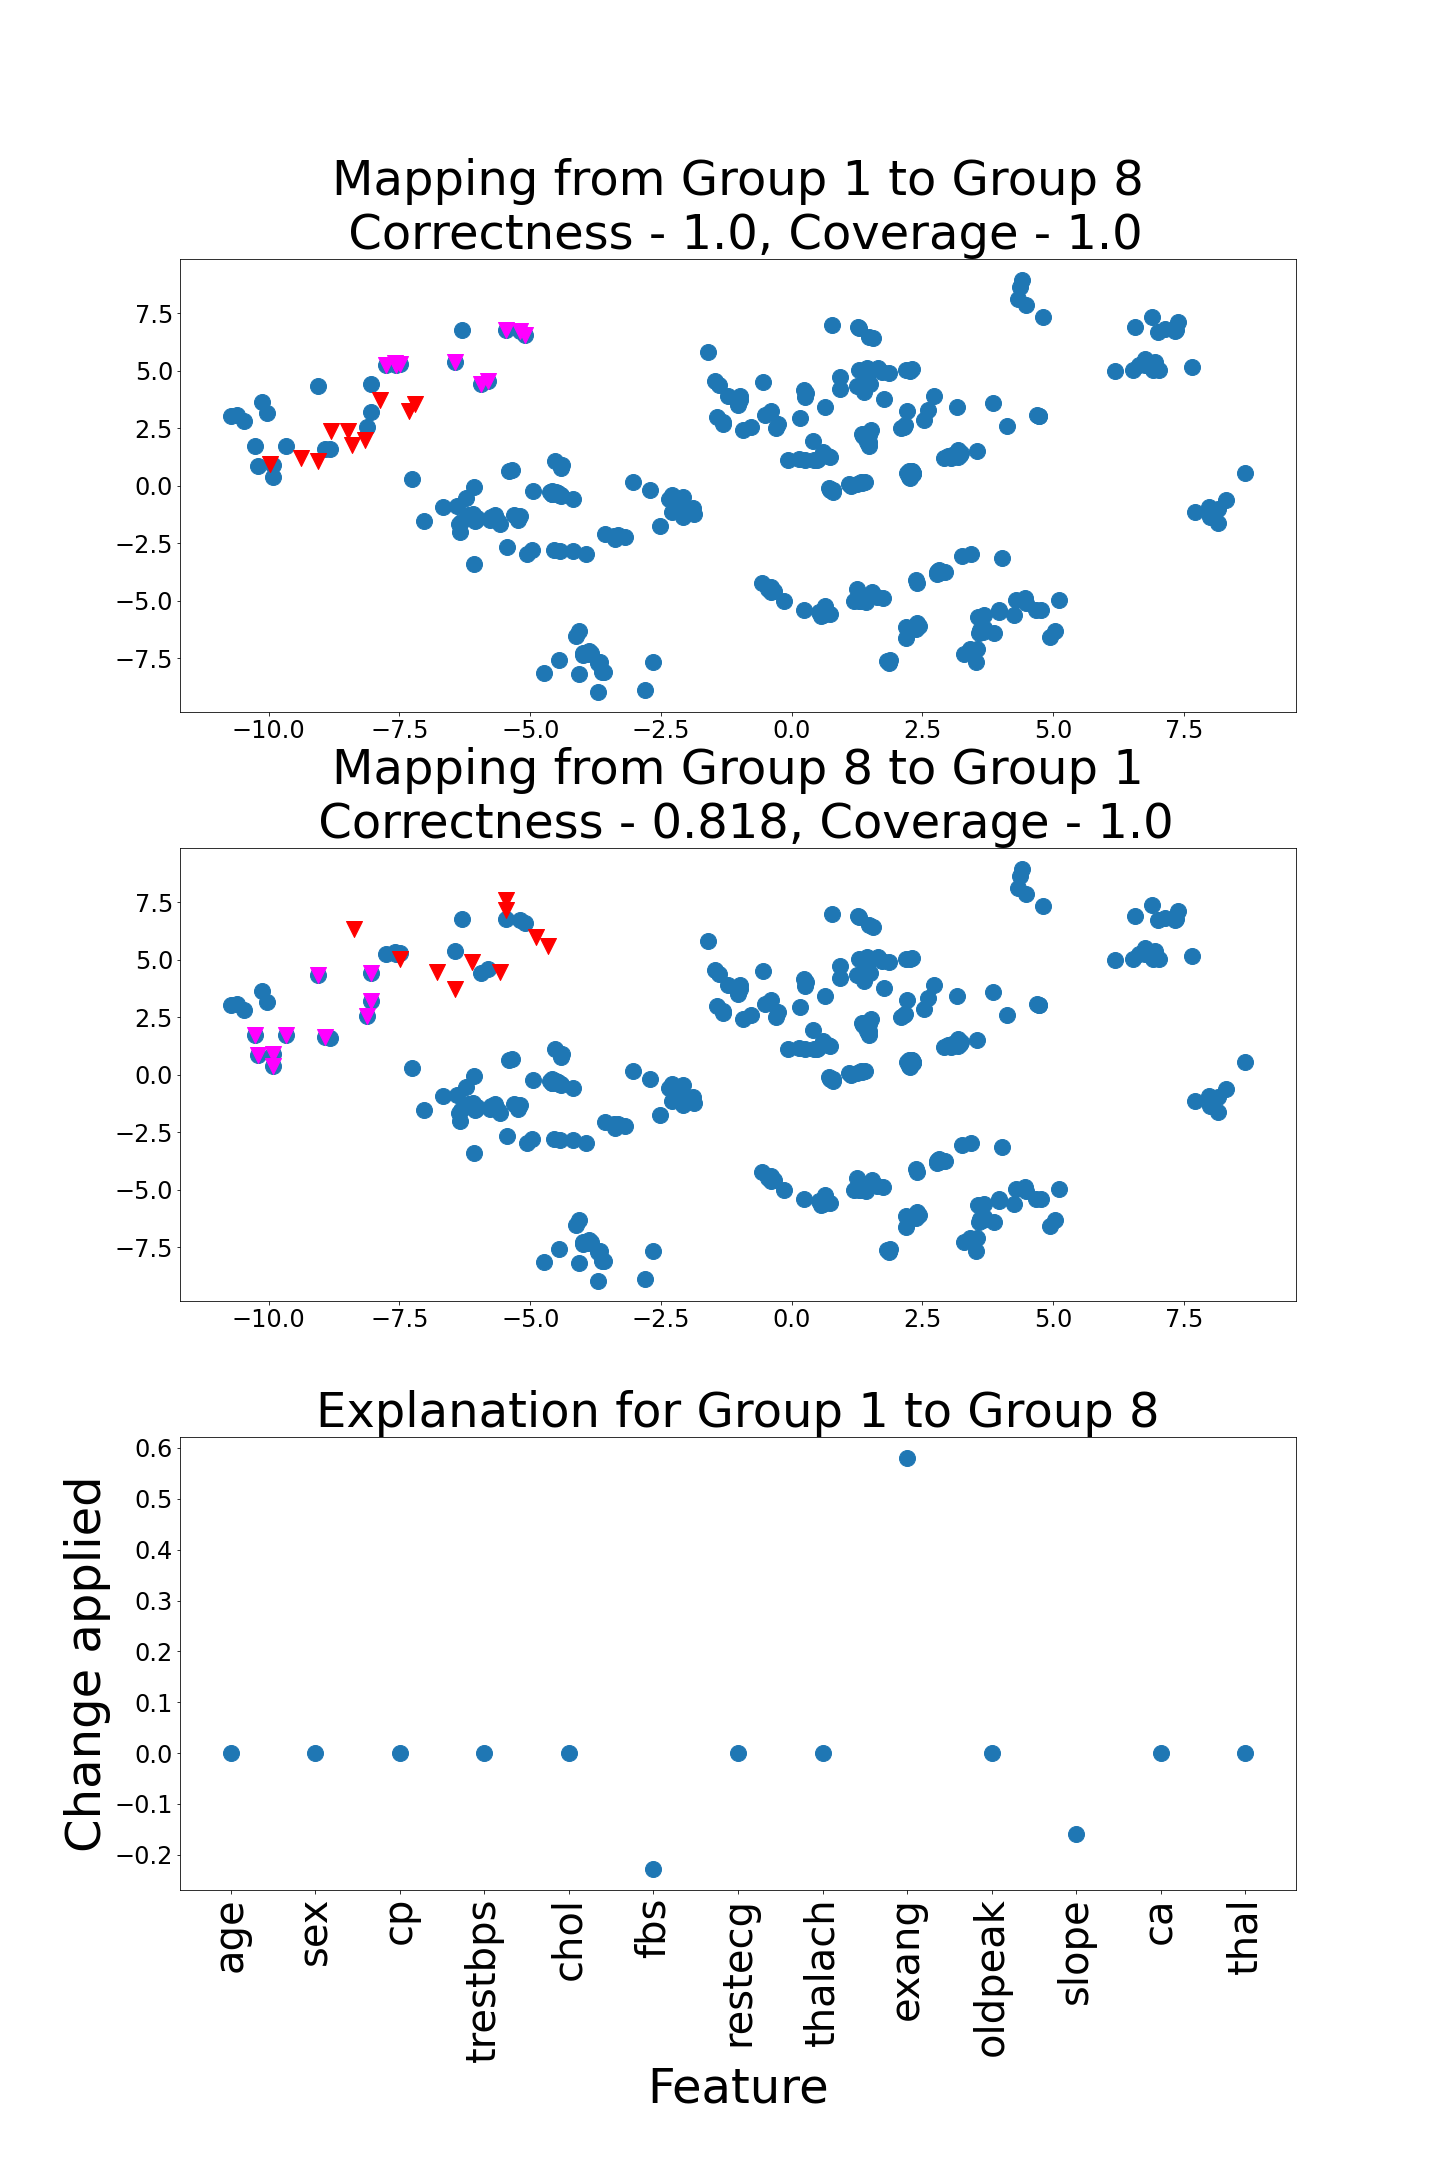 Mapping from Group 1 to Group 8
Correctness - 1.0, Coverage - 1.0
7.5
5.0
2.5
0.0
−2.5
−5.0
−7.5
−10.0 −7.5 −5.0 −2.5 0.0 2.5 5.0 7.5
Mapping from Group 8 to Group 1
Correctness - 0.818, Coverage - 1.0
7.5
5.0
2.5
0.0
−2.5
−5.0
−7.5
−10.0 −7.5 −5.0 −2.5 0.0 2.5 5.0 7.5
Explanation for Group 1 to Group 8
Change applied
0.6
0.5
0.4
0.3
0.2
0.1
0.0
−0.1
−0.2
age sex cp trestbps chol fbs restecg thalach exang oldpeak slope ca thal
Feature